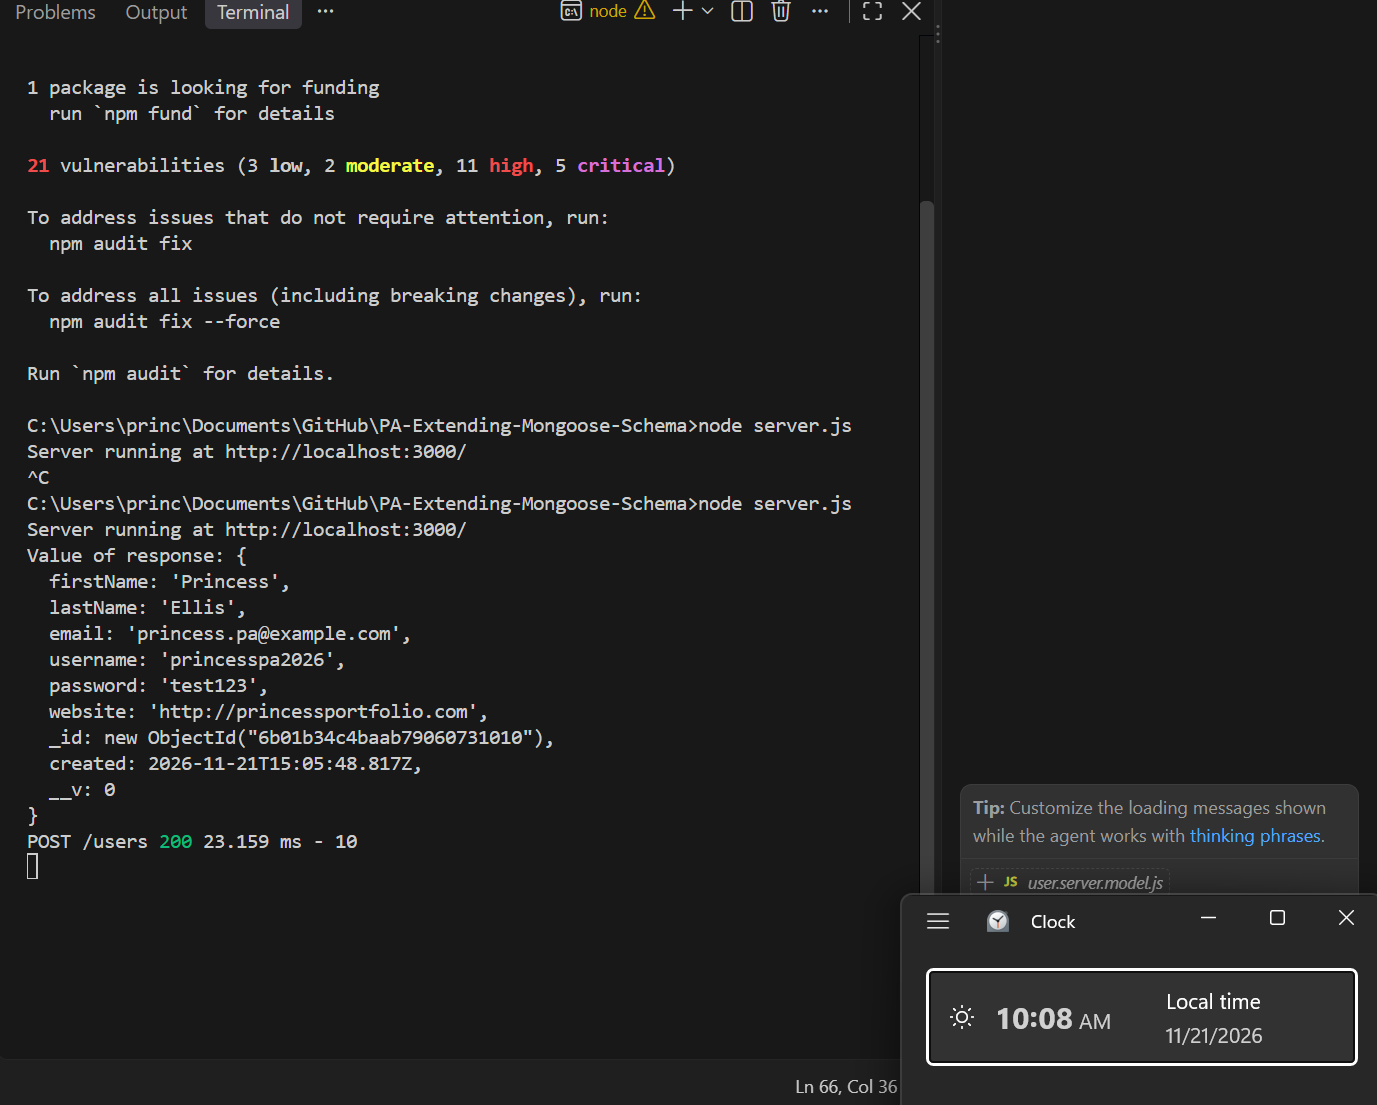 Problems Output Terminal ··· node + ···
1 package is looking for funding
  run `npm fund` for details
21 vulnerabilities (3 low, 2 moderate, 11 high, 5 critical)
To address issues that do not require attention, run:
  npm audit fix
To address all issues (including breaking changes), run:
  npm audit fix --force
Run `npm audit` for details.
C:\Users\princ\Documents\GitHub\PA-Extending-Mongoose-Schema>node server.js
Server running at http://localhost:3000/
^C
C:\Users\princ\Documents\GitHub\PA-Extending-Mongoose-Schema>node server.js
Server running at http://localhost:3000/
Value of response: {
  firstName: 'Princess',
  lastName: 'Ellis',
  email: 'princess.pa@example.com',
  username: 'princesspa2026',
  password: 'test123',
  website: 'http://princessportfolio.com',
  _id: new ObjectId("6b01b34c4baab79060731010"),
  created: 2026-11-21T15:05:48.817Z,
  __v: 0
}
POST /users 200 23.159 ms - 10
Tip: Customize the loading messages shown
while the agent works with thinking phrases.
+ JS user.server.model.js
Clock
10:08 AM
Local time
11/21/2026
Ln 66, Col 36